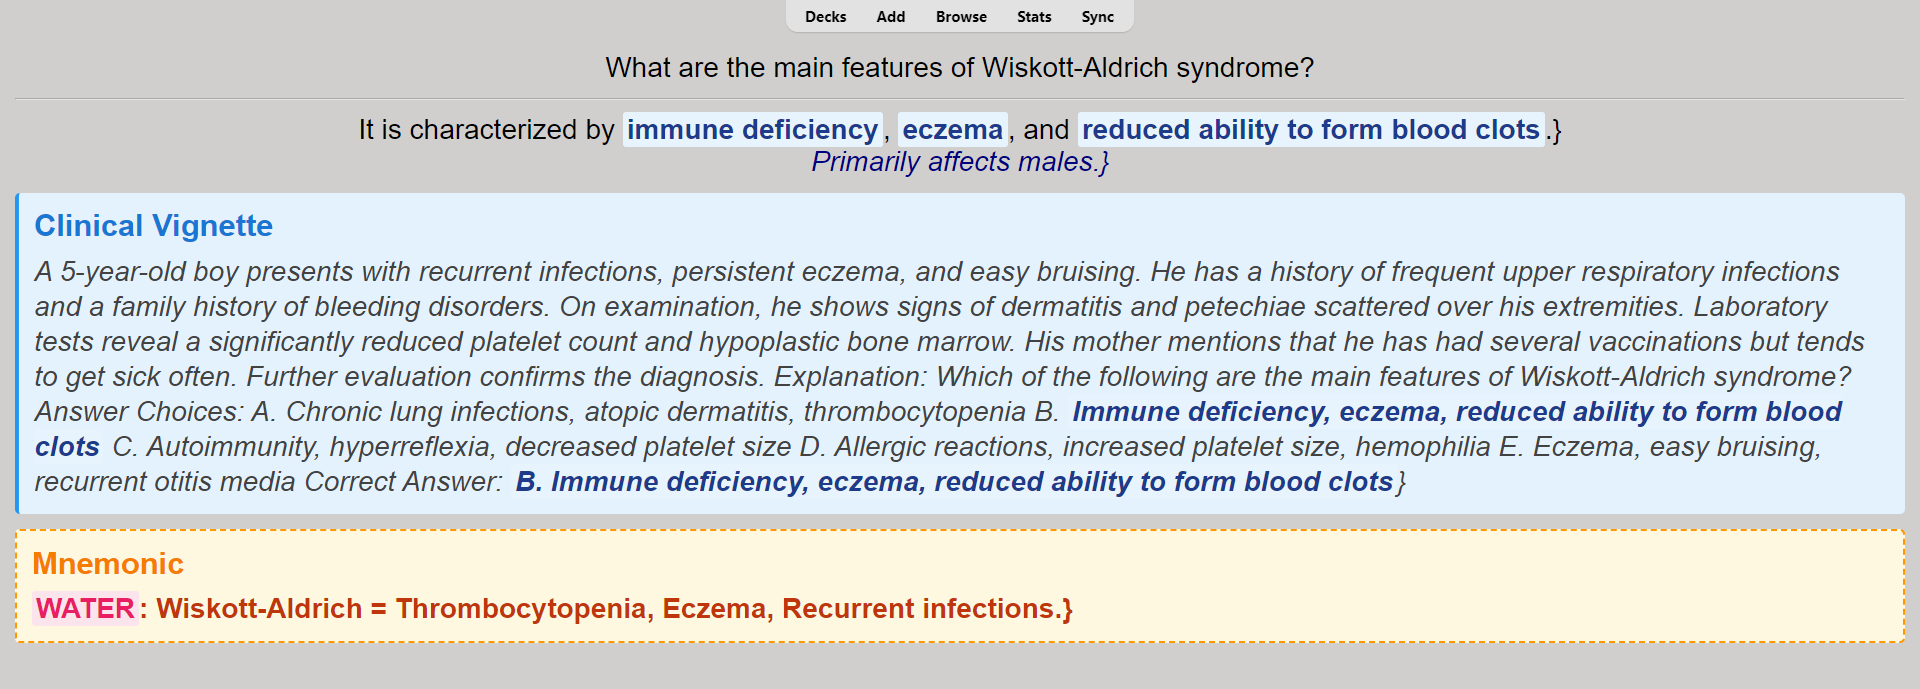 Decks Add Browse Stats Sync
What are the main features of Wiskott-Aldrich syndrome?
It is characterized by immune deficiency, eczema, and reduced ability to form blood clots.}
Primarily affects males.}
Clinical Vignette
A 5-year-old boy presents with recurrent infections, persistent eczema, and easy bruising. He has a history of frequent upper respiratory infections
and a family history of bleeding disorders. On examination, he shows signs of dermatitis and petechiae scattered over his extremities. Laboratory
tests reveal a significantly reduced platelet count and hypoplastic bone marrow. His mother mentions that he has had several vaccinations but tends
to get sick often. Further evaluation confirms the diagnosis. Explanation: Which of the following are the main features of Wiskott-Aldrich syndrome?
Answer Choices: A. Chronic lung infections, atopic dermatitis, thrombocytopenia B. Immune deficiency, eczema, reduced ability to form blood
clots C. Autoimmunity, hyperreflexia, decreased platelet size D. Allergic reactions, increased platelet size, hemophilia E. Eczema, easy bruising,
recurrent otitis media Correct Answer: B. Immune deficiency, eczema, reduced ability to form blood clots}
Mnemonic
WATER: Wiskott-Aldrich = Thrombocytopenia, Eczema, Recurrent infections.}